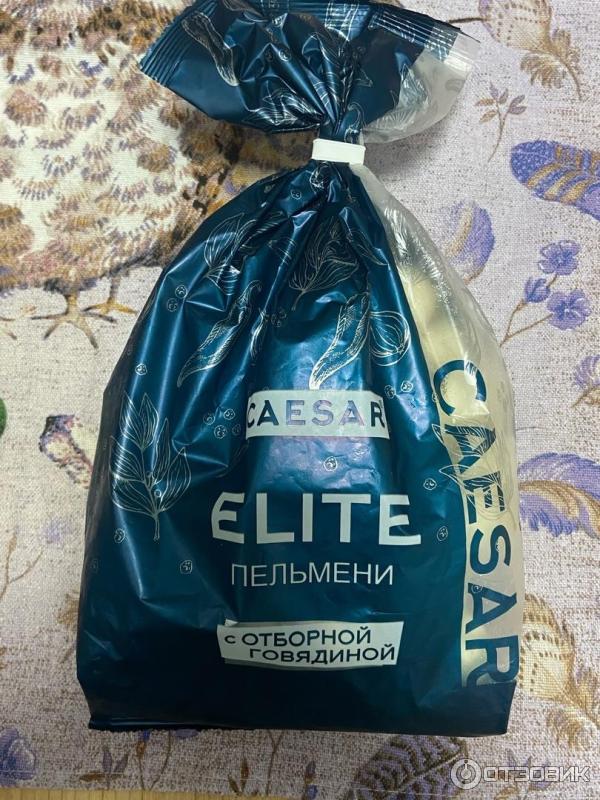 CAESAR
ELITE
ПЕЛЬМЕНИ
с ОТБОРНОЙ
ГОВЯДИНОЙ
CAESAR
ОТЗОВИК